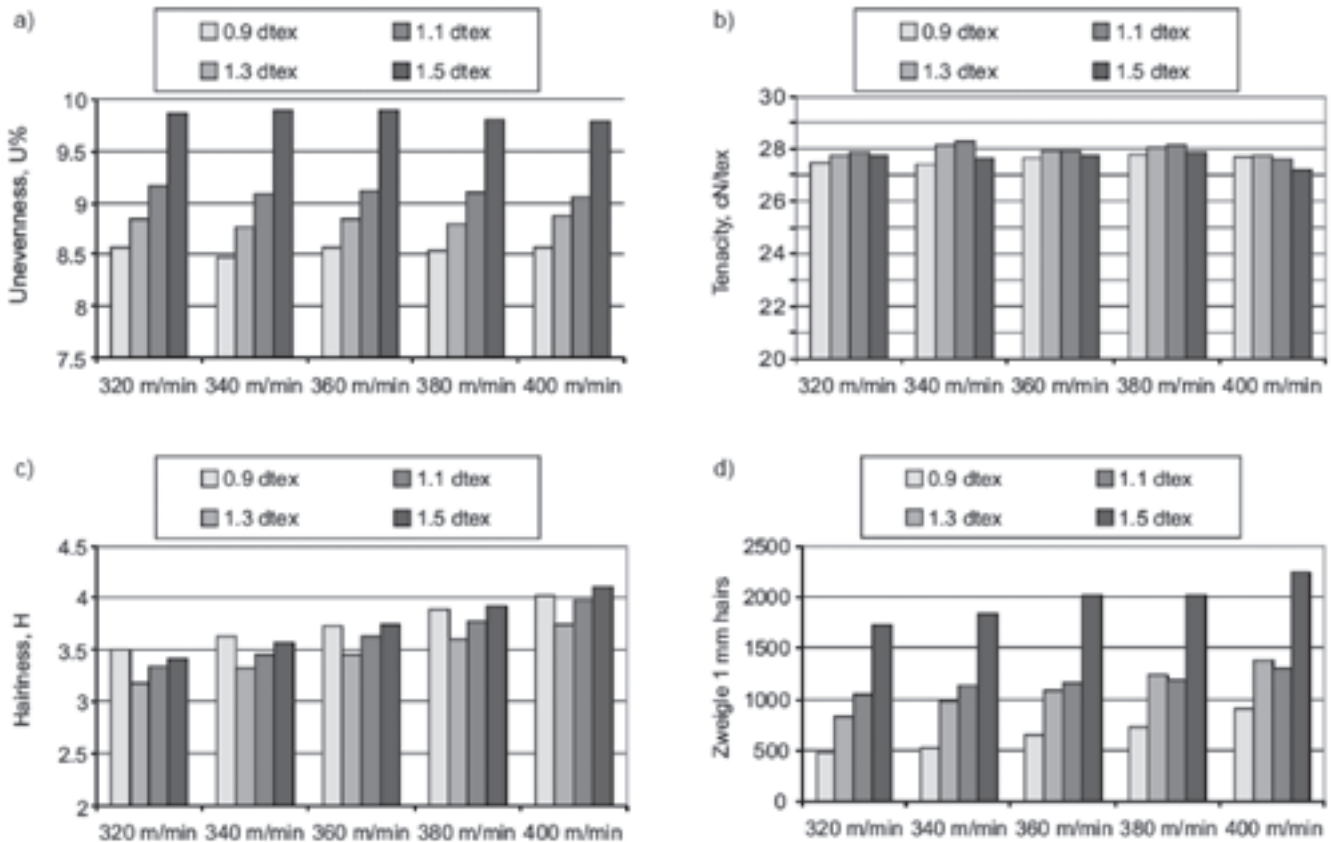 a)
0.9 dtex 1.1 dtex
1.3 dtex 1.5 dtex
Unevenness, U%
10
9.5
9
8.5
8
7.5
320 m/min 340 m/min 360 m/min 380 m/min 400 m/min
b)
0.9 dtex 1.1 dtex
1.3 dtex 1.5 dtex
Tenacity, cN/tex
30
28
26
24
22
20
320 m/min 340 m/min 360 m/min 380 m/min 400 m/min
c)
0.9 dtex 1.1 dtex
1.3 dtex 1.5 dtex
Hairiness, H
4.5
4
3.5
3
2.5
2
320 m/min 340 m/min 360 m/min 380 m/min 400 m/min
d)
0.9 dtex 1.1 dtex
1.3 dtex 1.5 dtex
Zweigle 1 mm hairs
2500
2000
1500
1000
500
0
320 m/min 340 m/min 360 m/min 380 m/min 400 m/min